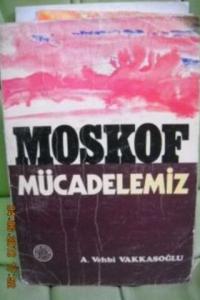 MOSKOF
MÜCADELEMİZ
A. Vehbi VAKKASOĞLU